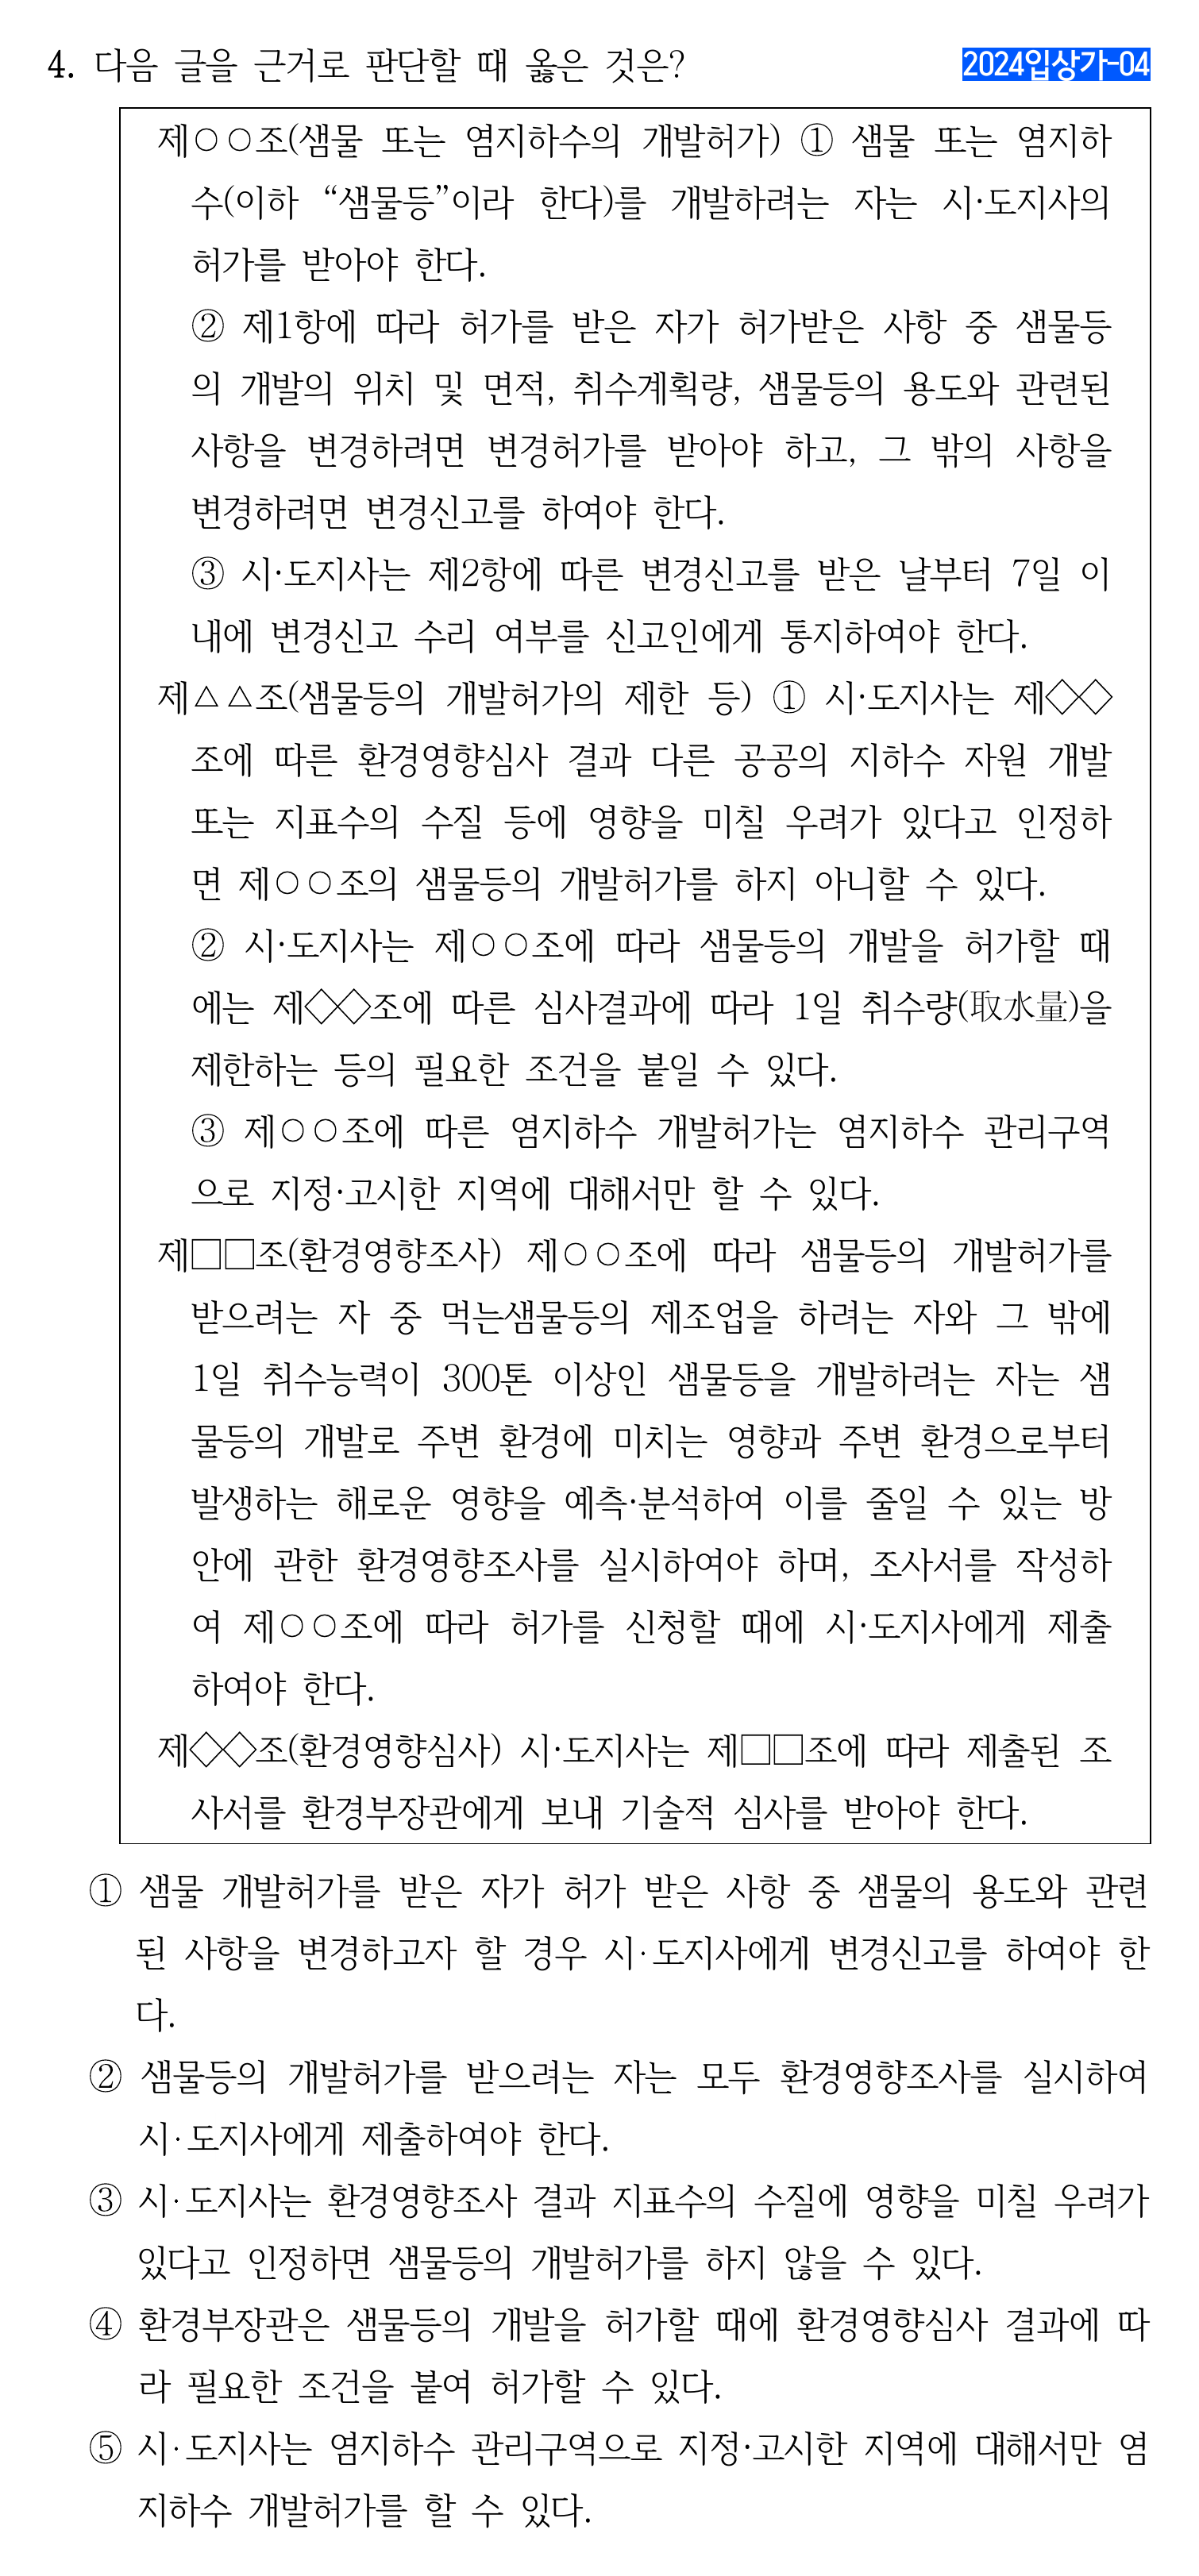 4. 다음 글을 근거로 판단할 때 옳은 것은?
2024입상가-04
제○○조(샘물 또는 염지하수의 개발허가) ① 샘물 또는 염지하
수(이하 “샘물등”이라 한다)를 개발하려는 자는 시·도지사의
허가를 받아야 한다.
② 제1항에 따라 허가를 받은 자가 허가받은 사항 중 샘물등
의 개발의 위치 및 면적, 취수계획량, 샘물등의 용도와 관련된
사항을 변경하려면 변경허가를 받아야 하고, 그 밖의 사항을
변경하려면 변경신고를 하여야 한다.
③ 시·도지사는 제2항에 따른 변경신고를 받은 날부터 7일 이
내에 변경신고 수리 여부를 신고인에게 통지하여야 한다.
제△△조(샘물등의 개발허가의 제한 등) ① 시·도지사는 제◇◇
조에 따른 환경영향심사 결과 다른 공공의 지하수 자원 개발
또는 지표수의 수질 등에 영향을 미칠 우려가 있다고 인정하
면 제○○조의 샘물등의 개발허가를 하지 아니할 수 있다.
② 시·도지사는 제○○조에 따라 샘물등의 개발을 허가할 때
에는 제◇◇조에 따른 심사결과에 따라 1일 취수량(取水量)을
제한하는 등의 필요한 조건을 붙일 수 있다.
③ 제○○조에 따른 염지하수 개발허가는 염지하수 관리구역
으로 지정·고시한 지역에 대해서만 할 수 있다.
제□□조(환경영향조사) 제○○조에 따라 샘물등의 개발허가를
받으려는 자 중 먹는샘물등의 제조업을 하려는 자와 그 밖에
1일 취수능력이 300톤 이상인 샘물등을 개발하려는 자는 샘
물등의 개발로 주변 환경에 미치는 영향과 주변 환경으로부터
발생하는 해로운 영향을 예측·분석하여 이를 줄일 수 있는 방
안에 관한 환경영향조사를 실시하여야 하며, 조사서를 작성하
여 제○○조에 따라 허가를 신청할 때에 시·도지사에게 제출
하여야 한다.
제◇◇조(환경영향심사) 시·도지사는 제□□조에 따라 제출된 조
사서를 환경부장관에게 보내 기술적 심사를 받아야 한다.
① 샘물 개발허가를 받은 자가 허가 받은 사항 중 샘물의 용도와 관련
된 사항을 변경하고자 할 경우 시·도지사에게 변경신고를 하여야 한
다.
② 샘물등의 개발허가를 받으려는 자는 모두 환경영향조사를 실시하여
시·도지사에게 제출하여야 한다.
③ 시·도지사는 환경영향조사 결과 지표수의 수질에 영향을 미칠 우려가
있다고 인정하면 샘물등의 개발허가를 하지 않을 수 있다.
④ 환경부장관은 샘물등의 개발을 허가할 때에 환경영향심사 결과에 따
라 필요한 조건을 붙여 허가할 수 있다.
⑤ 시·도지사는 염지하수 관리구역으로 지정·고시한 지역에 대해서만 염
지하수 개발허가를 할 수 있다.